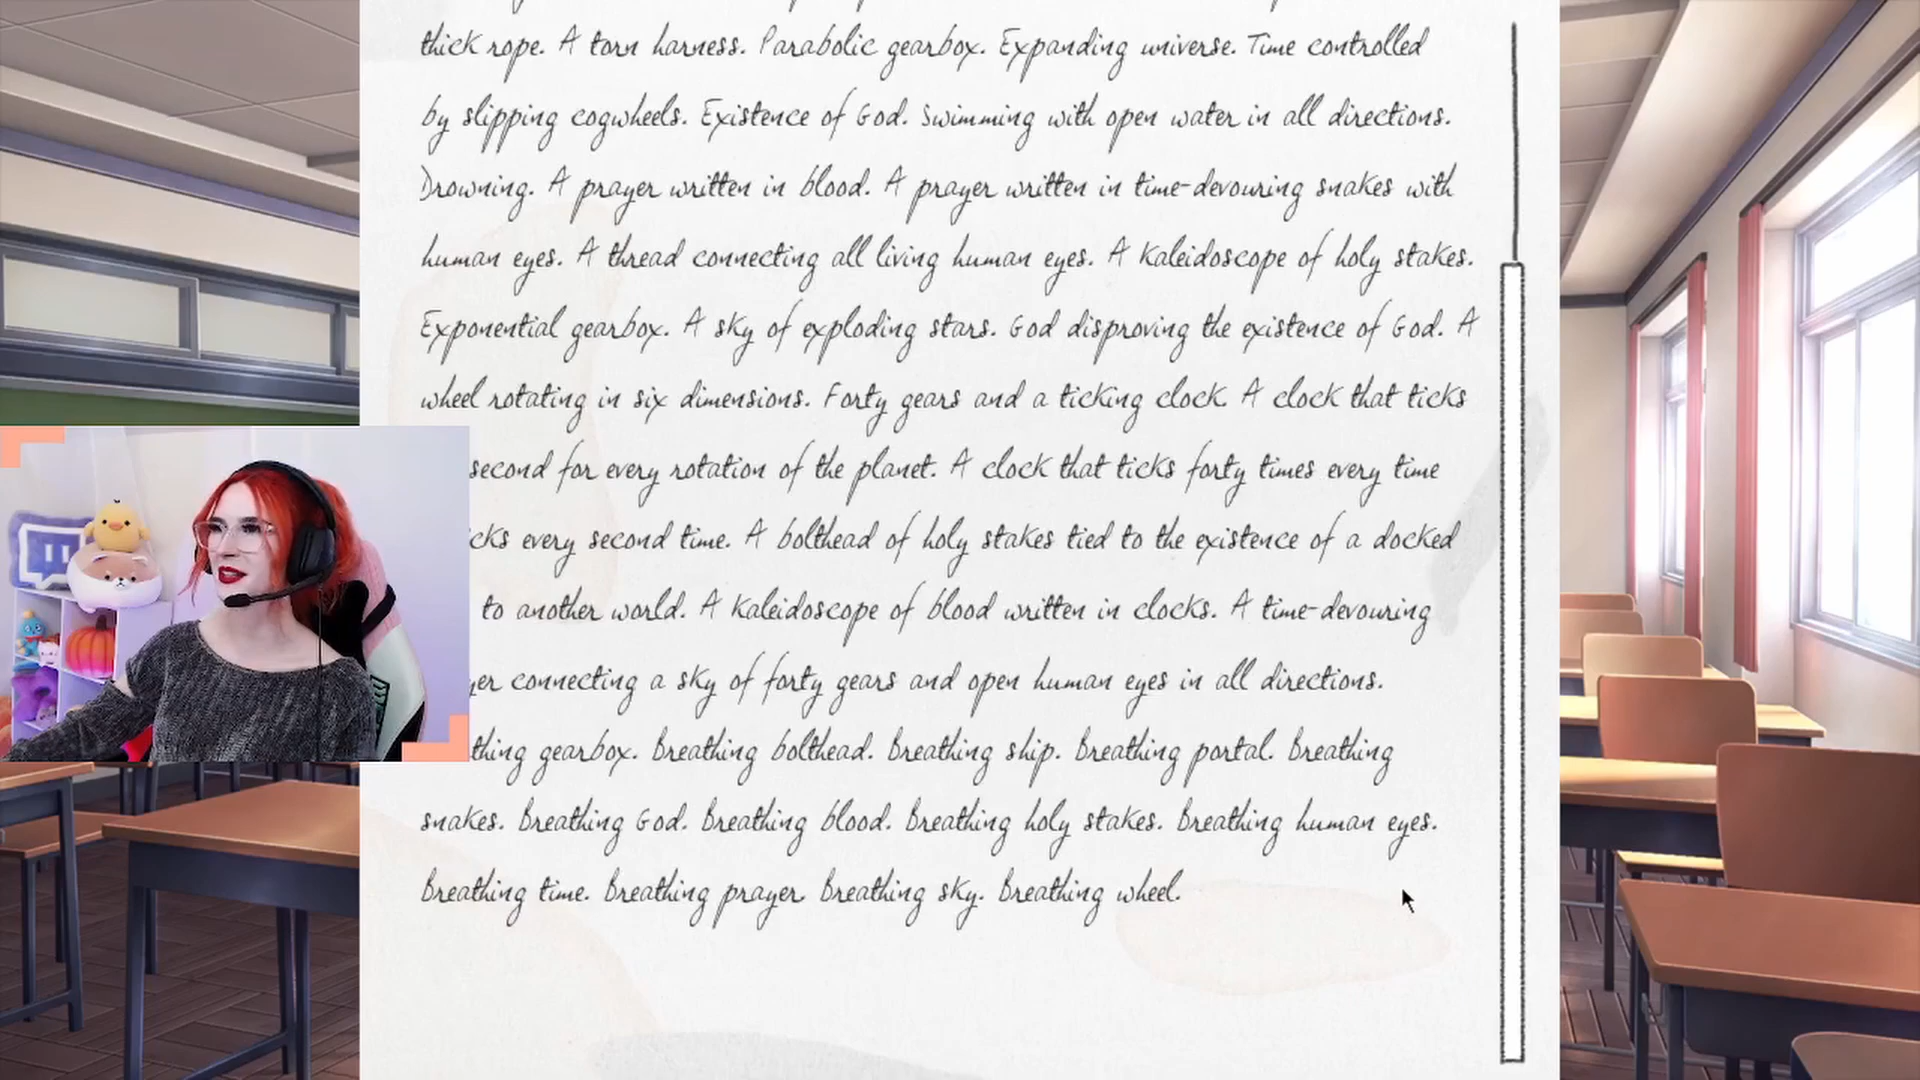 thick rope. A torn harness. Parabolic gearbox. Expanding universe. Time controlled
by slipping cogwheels. Existence of God. Swimming with open water in all directions.
Drowning. A prayer written in blood. A prayer written in time-devouring snakes with
human eyes. A thread connecting all living human eyes. A kaleidoscope of holy stakes.
Exponential gearbox. A sky of exploding stars. God disproving the existence of God. A
wheel rotating in six dimensions. Forty gears and a ticking clock. A clock that ticks
second for every rotation of the planet. A clock that ticks forty times every time
icks every second time. A bolthead of holy stakes tied to the existence of a docked
to another world. A kaleidoscope of blood written in clocks. A time-devouring
yer connecting a sky of forty gears and open human eyes in all directions.
thing gearbox. Breathing bolthead. Breathing ship. Breathing portal. Breathing
snakes. Breathing God. Breathing blood. Breathing holy stakes. Breathing human eyes.
Breathing time. Breathing prayer. Breathing sky. Breathing wheel.